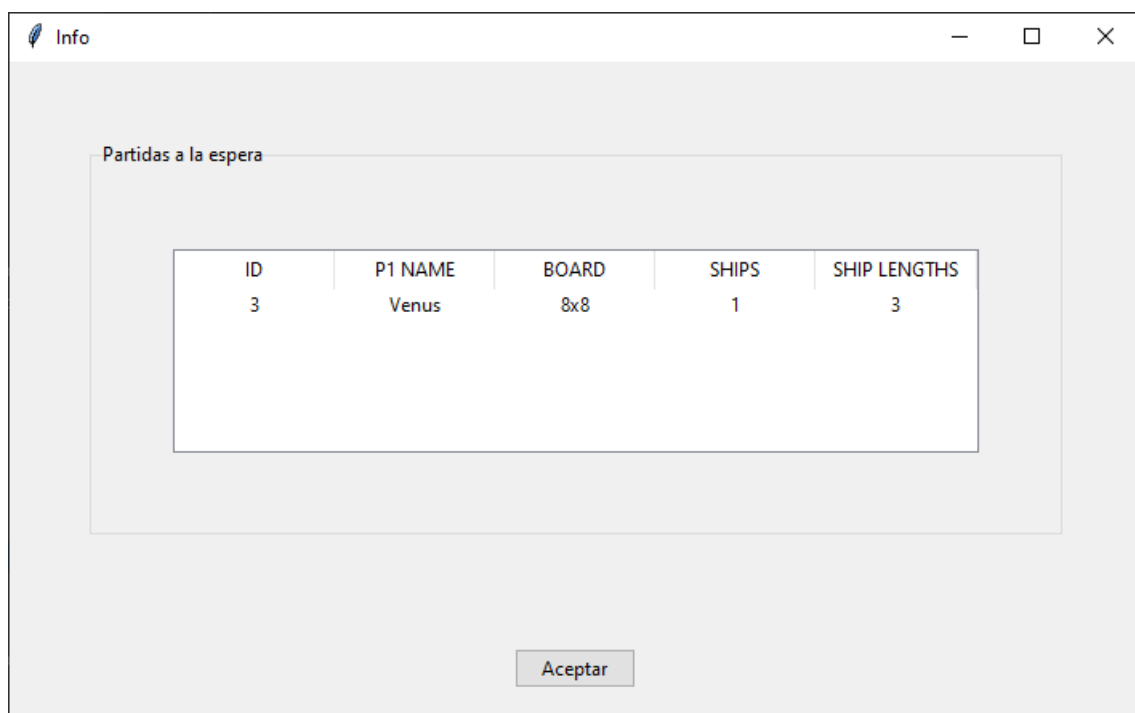 Info
Partidas a la espera
ID P1 NAME BOARD SHIPS SHIP LENGTHS
3 Venus 8x8 1 3
Aceptar